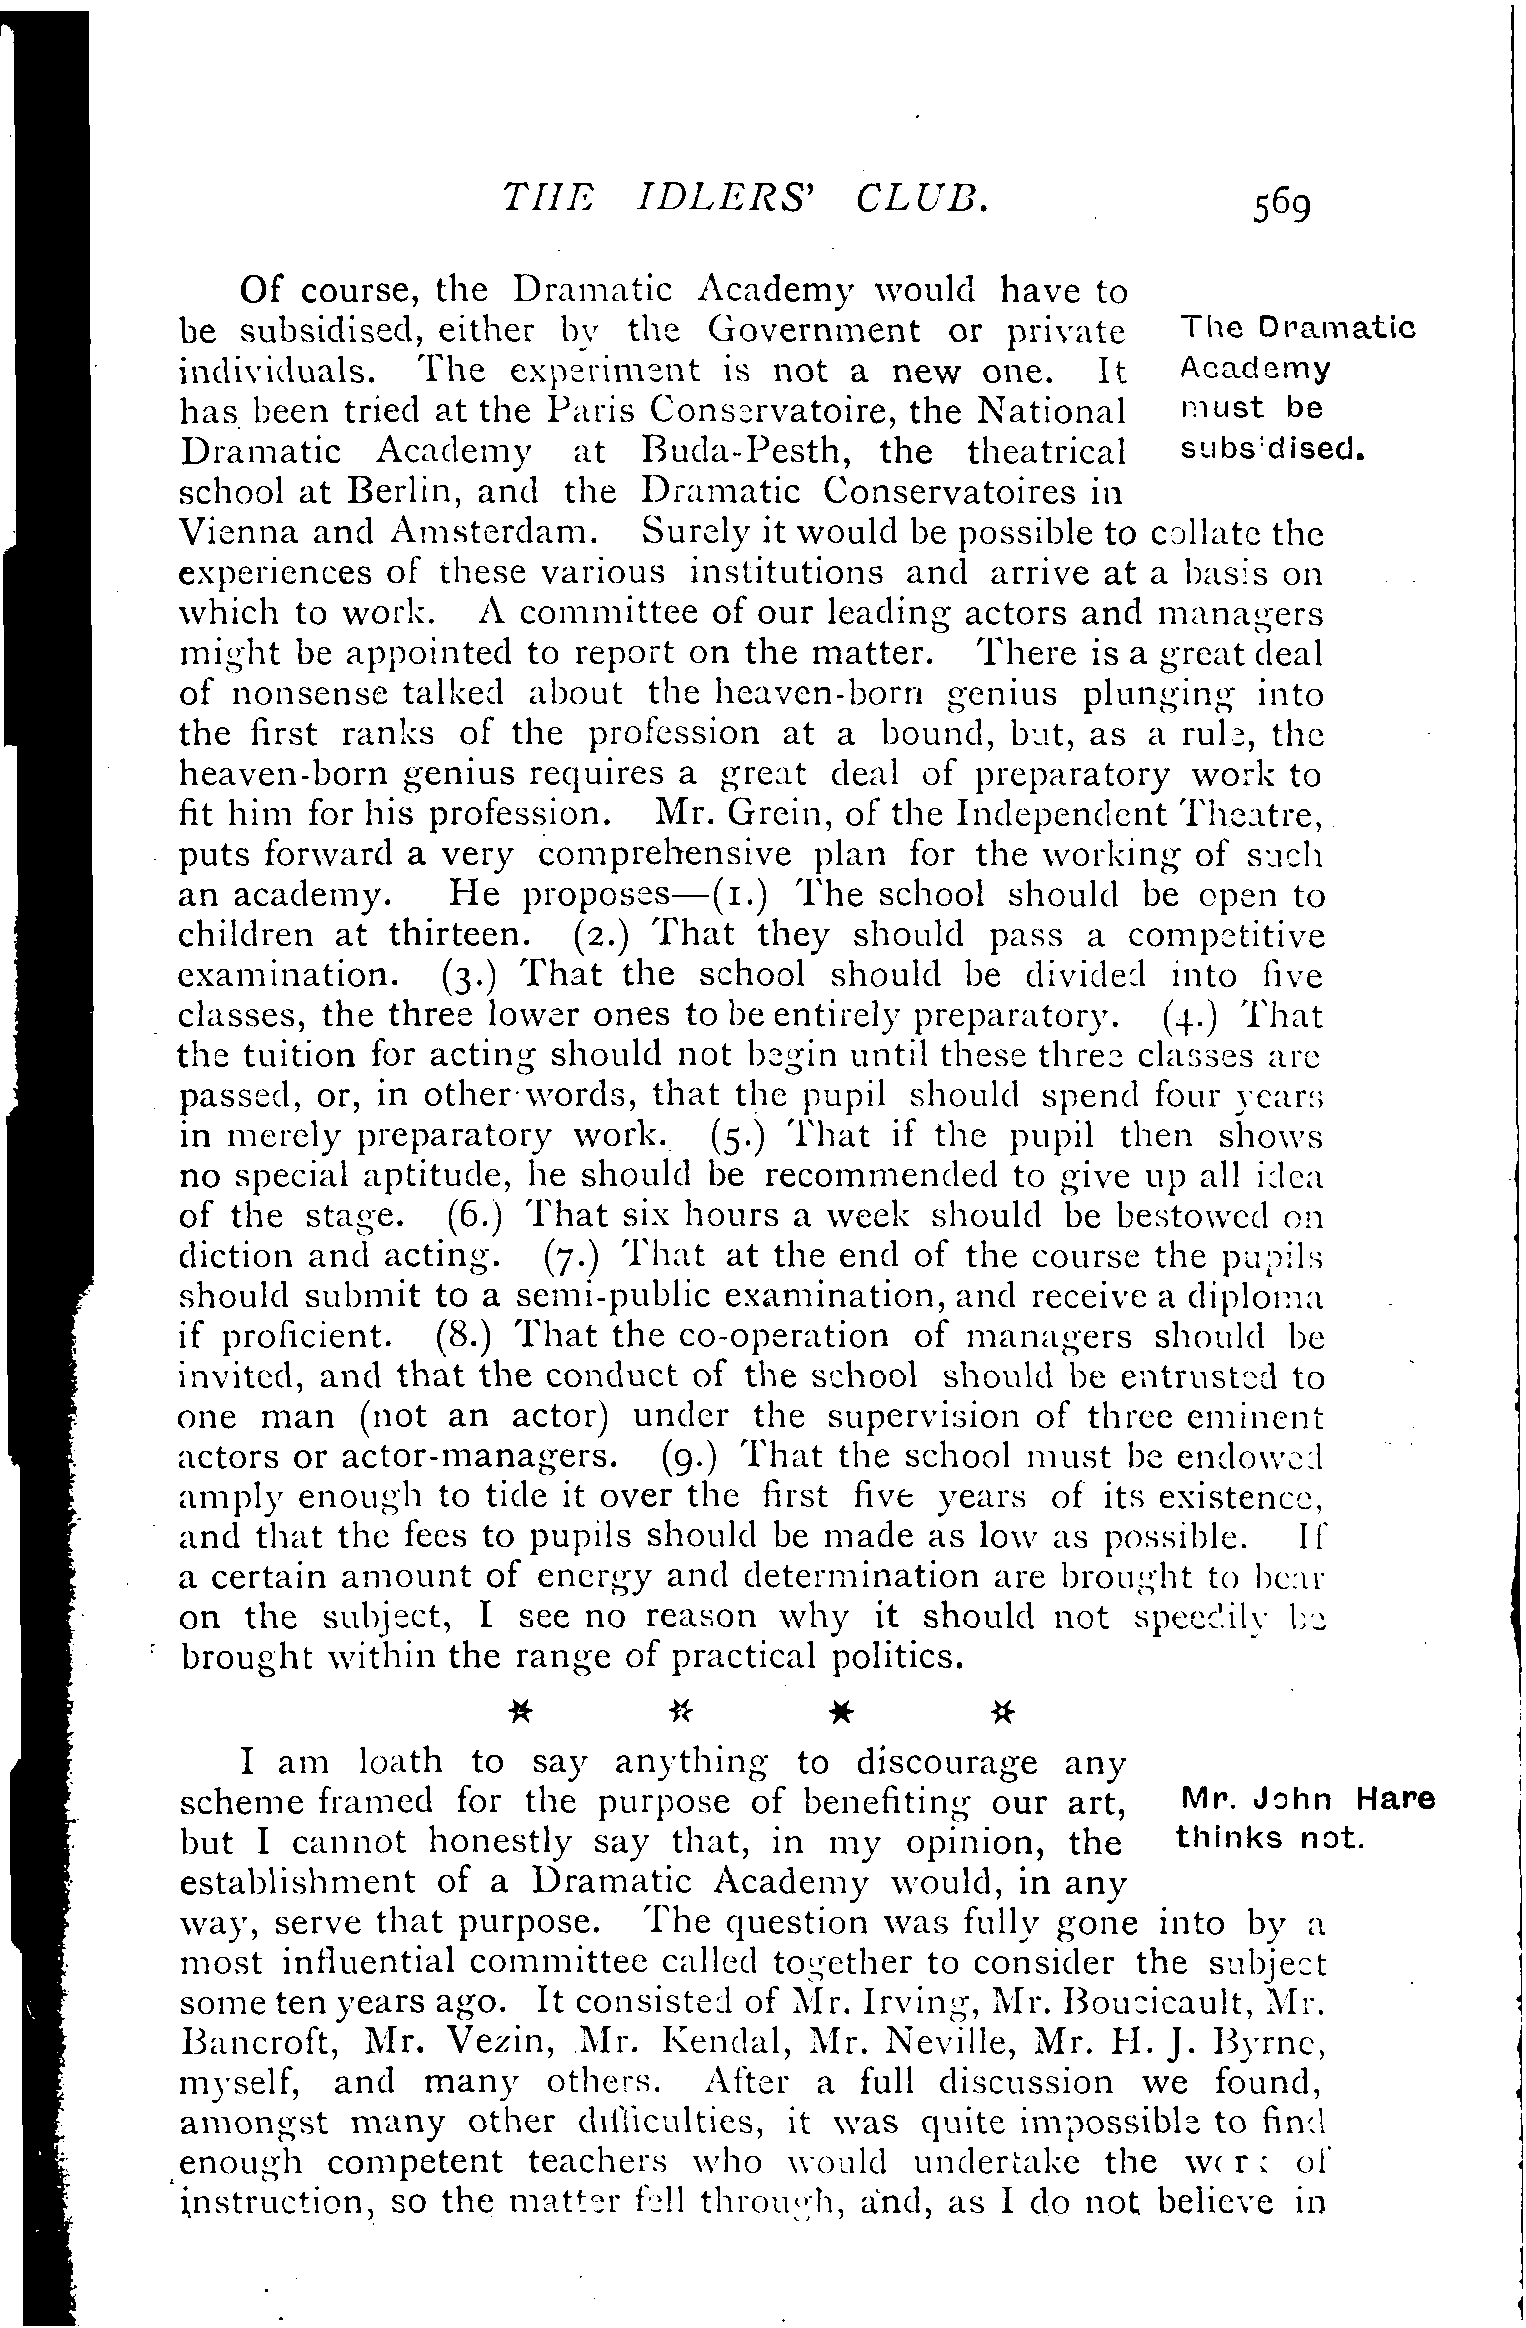 THE IDLERS' CLUB. 569
Of course, the Dramatic Academy would have to
be subsidised, either by the Government or private
individuals. The experiment is not a new one. It
has been tried at the Paris Conservatoire, the National
Dramatic Academy at Buda-Pesth, the theatrical
school at Berlin, and the Dramatic Conservatoires in
The Dramatic
Academy
must be
subsidised.
Vienna and Amsterdam. Surely it would be possible to collate the
experiences of these various institutions and arrive at a basis on
which to work. A committee of our leading actors and managers
might be appointed to report on the matter. There is a great deal
of nonsense talked about the heaven-born genius plunging into
the first ranks of the profession at a bound, but, as a rule, the
heaven-born genius requires a great deal of preparatory work to
fit him for his profession. Mr. Grein, of the Independent Theatre,
puts forward a very comprehensive plan for the working of such
an academy. He proposes—(1.) The school should be open to
children at thirteen. (2.) That they should pass a competitive
examination. (3.) That the school should be divided into five
classes, the three lower ones to be entirely preparatory. (4.) That
the tuition for acting should not begin until these three classes are
passed, or, in other words, that the pupil should spend four years
in merely preparatory work. (5.) That if the pupil then shows
no special aptitude, he should be recommended to give up all idea
of the stage. (6.) That six hours a week should be bestowed on
diction and acting. (7.) That at the end of the course the pupils
should submit to a semi-public examination, and receive a diploma
if proficient. (8.) That the co-operation of managers should be
invited, and that the conduct of the school should be entrusted to
one man (not an actor) under the supervision of three eminent
actors or actor-managers. (9.) That the school must be endowed
amply enough to tide it over the first five years of its existence,
and that the fees to pupils should be made as low as possible. If
a certain amount of energy and determination are brought to bear
on the subject, I see no reason why it should not speedily be
brought within the range of practical politics.
* * * *
I am loath to say anything to discourage any
scheme framed for the purpose of benefiting our art,
but I cannot honestly say that, in my opinion, the
establishment of a Dramatic Academy would, in any
Mr. John Hare
thinks not.
way, serve that purpose. The question was fully gone into by a
most influential committee called together to consider the subject
some ten years ago. It consisted of Mr. Irving, Mr. Boucicault, Mr.
Bancroft, Mr. Vezin, Mr. Kendal, Mr. Neville, Mr. H. J. Byrne,
myself, and many others. After a full discussion we found,
amongst many other difficulties, it was quite impossible to find
enough competent teachers who would undertake the work of
instruction, so the matter fell through, and, as I do not believe in